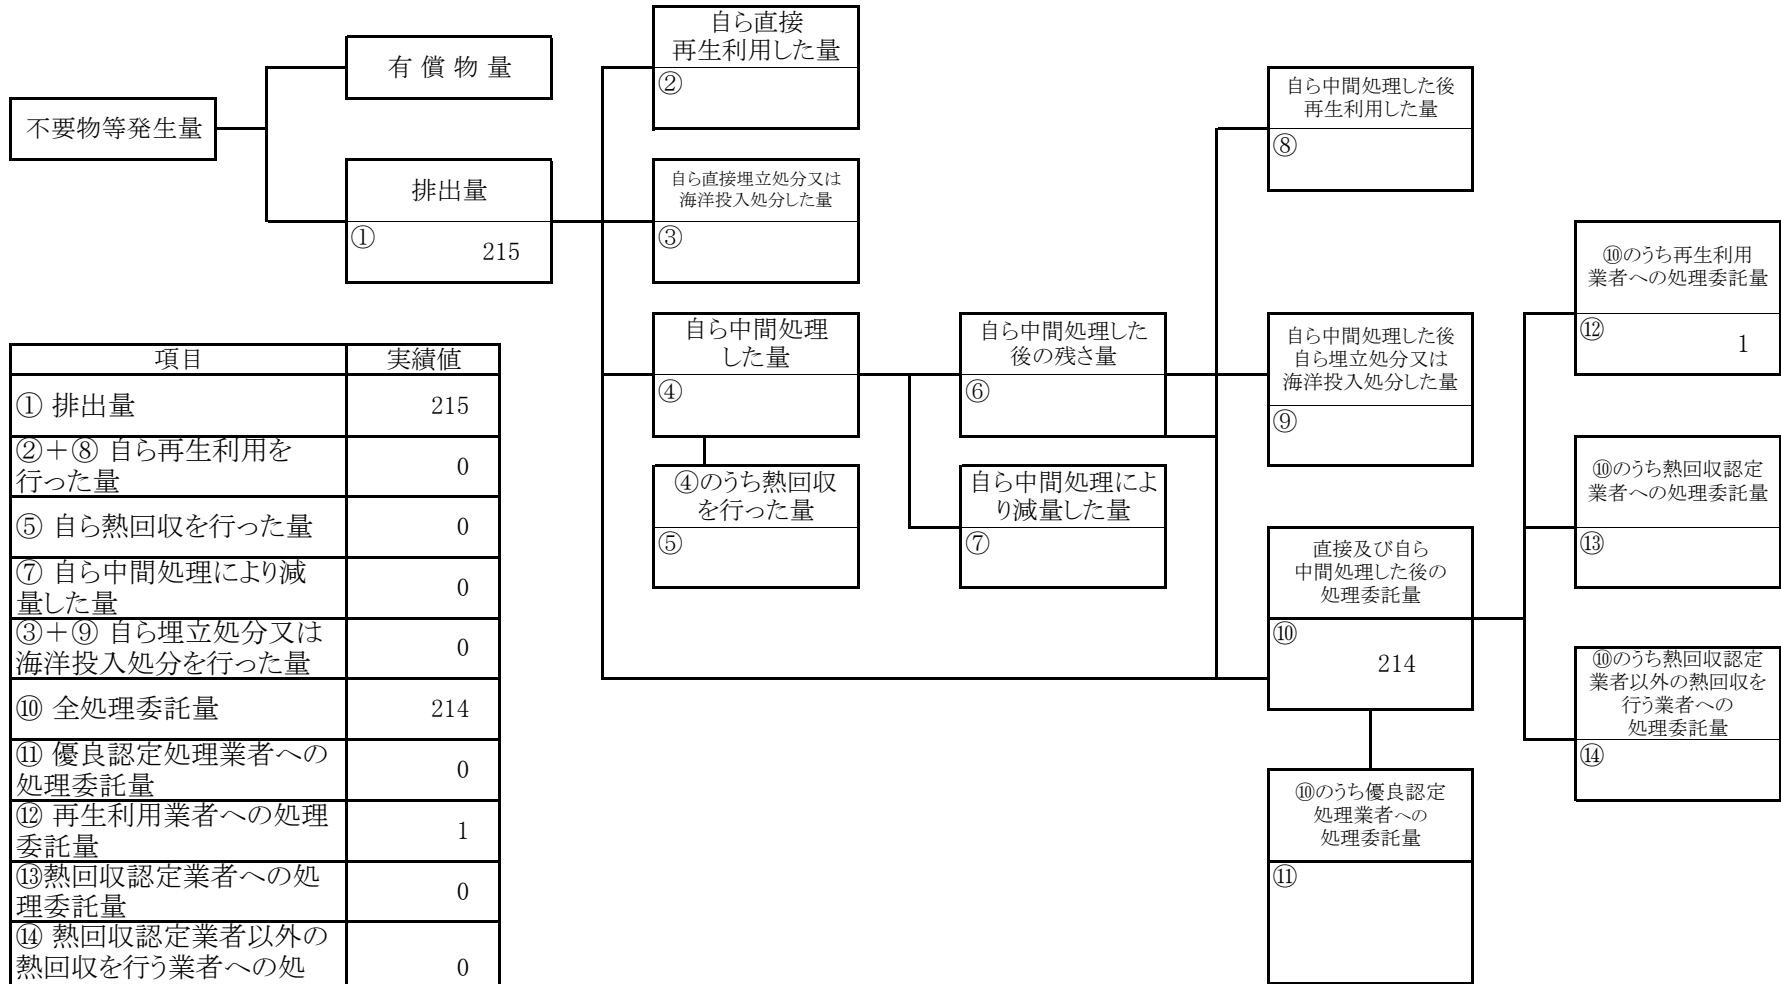 不要物等発生量
有 償 物 量
排出量
①
215
自ら直接
再生利用した量
②
自ら直接埋立処分又は
海洋投入処分した量
③
自ら中間処理
した量
④
④のうち熱回収
を行った量
⑤
自ら中間処理した
後の残さ量
⑥
自ら中間処理によ
り減量した量
⑦
自ら中間処理した後
再生利用した量
⑧
自ら中間処理した後
自ら埋立処分又は
海洋投入処分した量
⑨
直接及び自ら
中間処理した後の
処理委託量
⑩
214
⑩のうち優良認定
処理業者への
処理委託量
⑪
⑩のうち再生利用
業者への処理委託量
⑫
1
⑩のうち熱回収認定
業者への処理委託量
⑬
⑩のうち熱回収認定
業者以外の熱回収を
行う業者への
処理委託量
⑭
項目 実績値
① 排出量 215
②+⑧ 自ら再生利用を
行った量 0
⑤ 自ら熱回収を行った量 0
⑦ 自ら中間処理により減
量した量 0
③+⑨ 自ら埋立処分又は
海洋投入処分を行った量 0
⑩ 全処理委託量 214
⑪ 優良認定処理業者への
処理委託量 0
⑫ 再生利用業者への処理
委託量 1
⑬熱回収認定業者への処
理委託量 0
⑭ 熱回収認定業者以外の
熱回収を行う業者への処 0